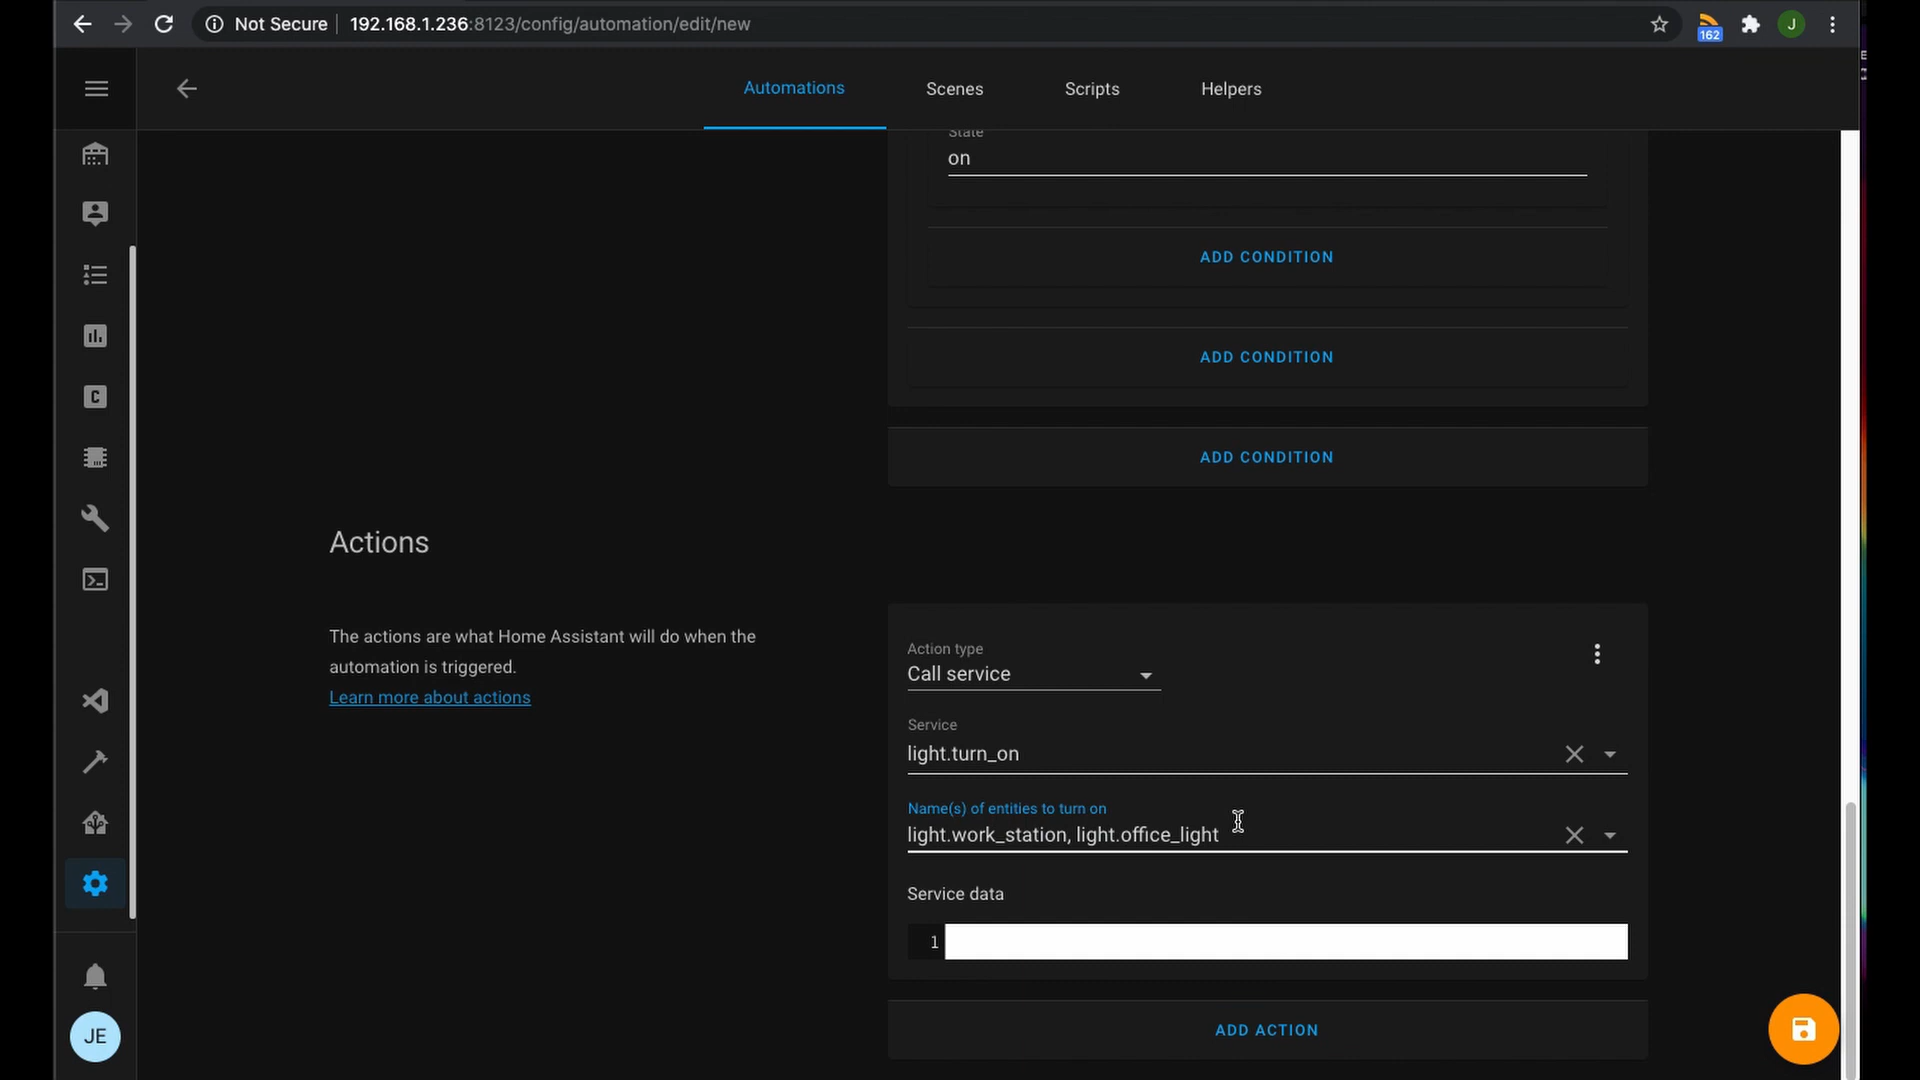 Not Secure 192.168.1.236:8123/config/automation/edit/new
162
J
Automations Scenes Scripts Helpers
State
on
ADD CONDITION
ADD CONDITION
C
ADD CONDITION
Actions
The actions are what Home Assistant will do when the
automation is triggered.
Learn more about actions
Action type
Call service
Service
light.turn_on
Name(s) of entities to turn on
light.work_station, light.office_light
Service data
1
ADD ACTION
JE